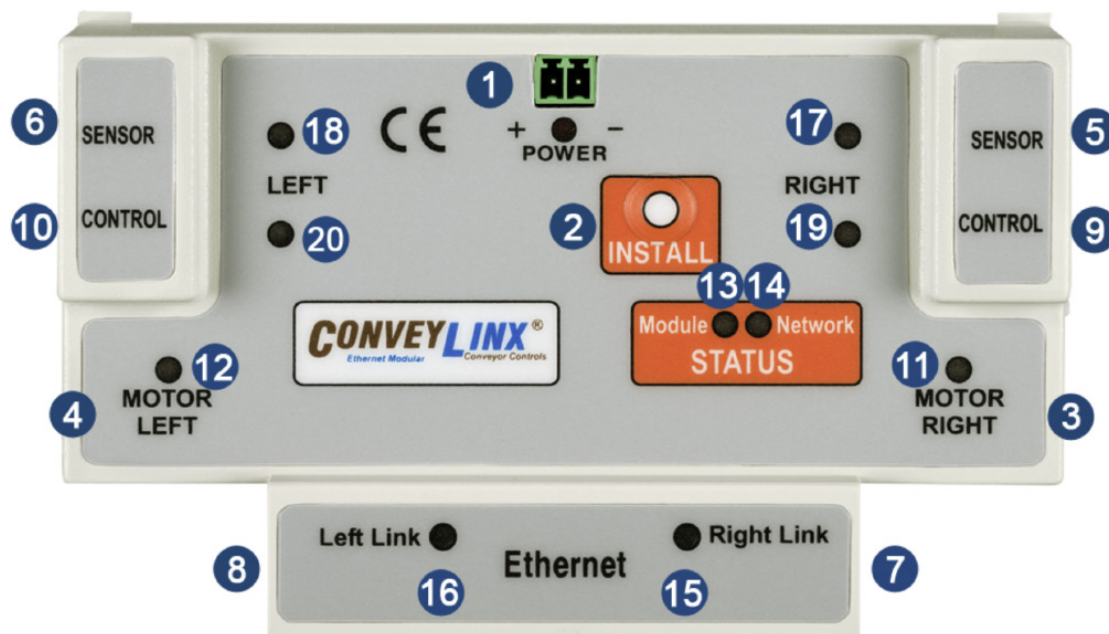 1
6
SENSOR
18
CE
+ −
POWER
17
SENSOR
5
LEFT
RIGHT
10
CONTROL
20
2
INSTALL
19
CONTROL
9
13 14
CONVEYLINX®
Ethernet Modular Conveyor Controls
Module Network
STATUS
12
MOTOR
LEFT
4
11
MOTOR
RIGHT
3
Left Link
Right Link
Ethernet
8
16
15
7